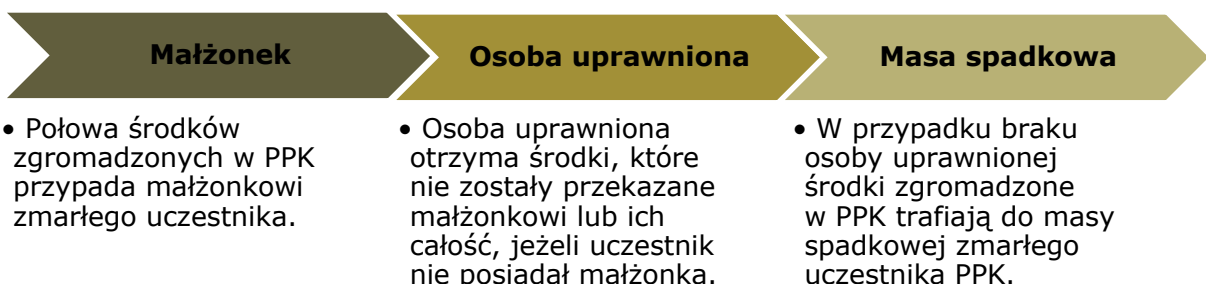 Małżonek
• Połowa środków
zgromadzonych w PPK
przypada małżonkowi
zmarłego uczestnika.
Osoba uprawniona
• Osoba uprawniona
otrzyma środki, które
nie zostały przekazane
małżonkowi lub ich
całość, jeżeli uczestnik
nie posiadał małżonka.
Masa spadkowa
• W przypadku braku
osoby uprawnionej
środki zgromadzone
w PPK trafiają do masy
spadkowej zmarłego
uczestnika PPK.